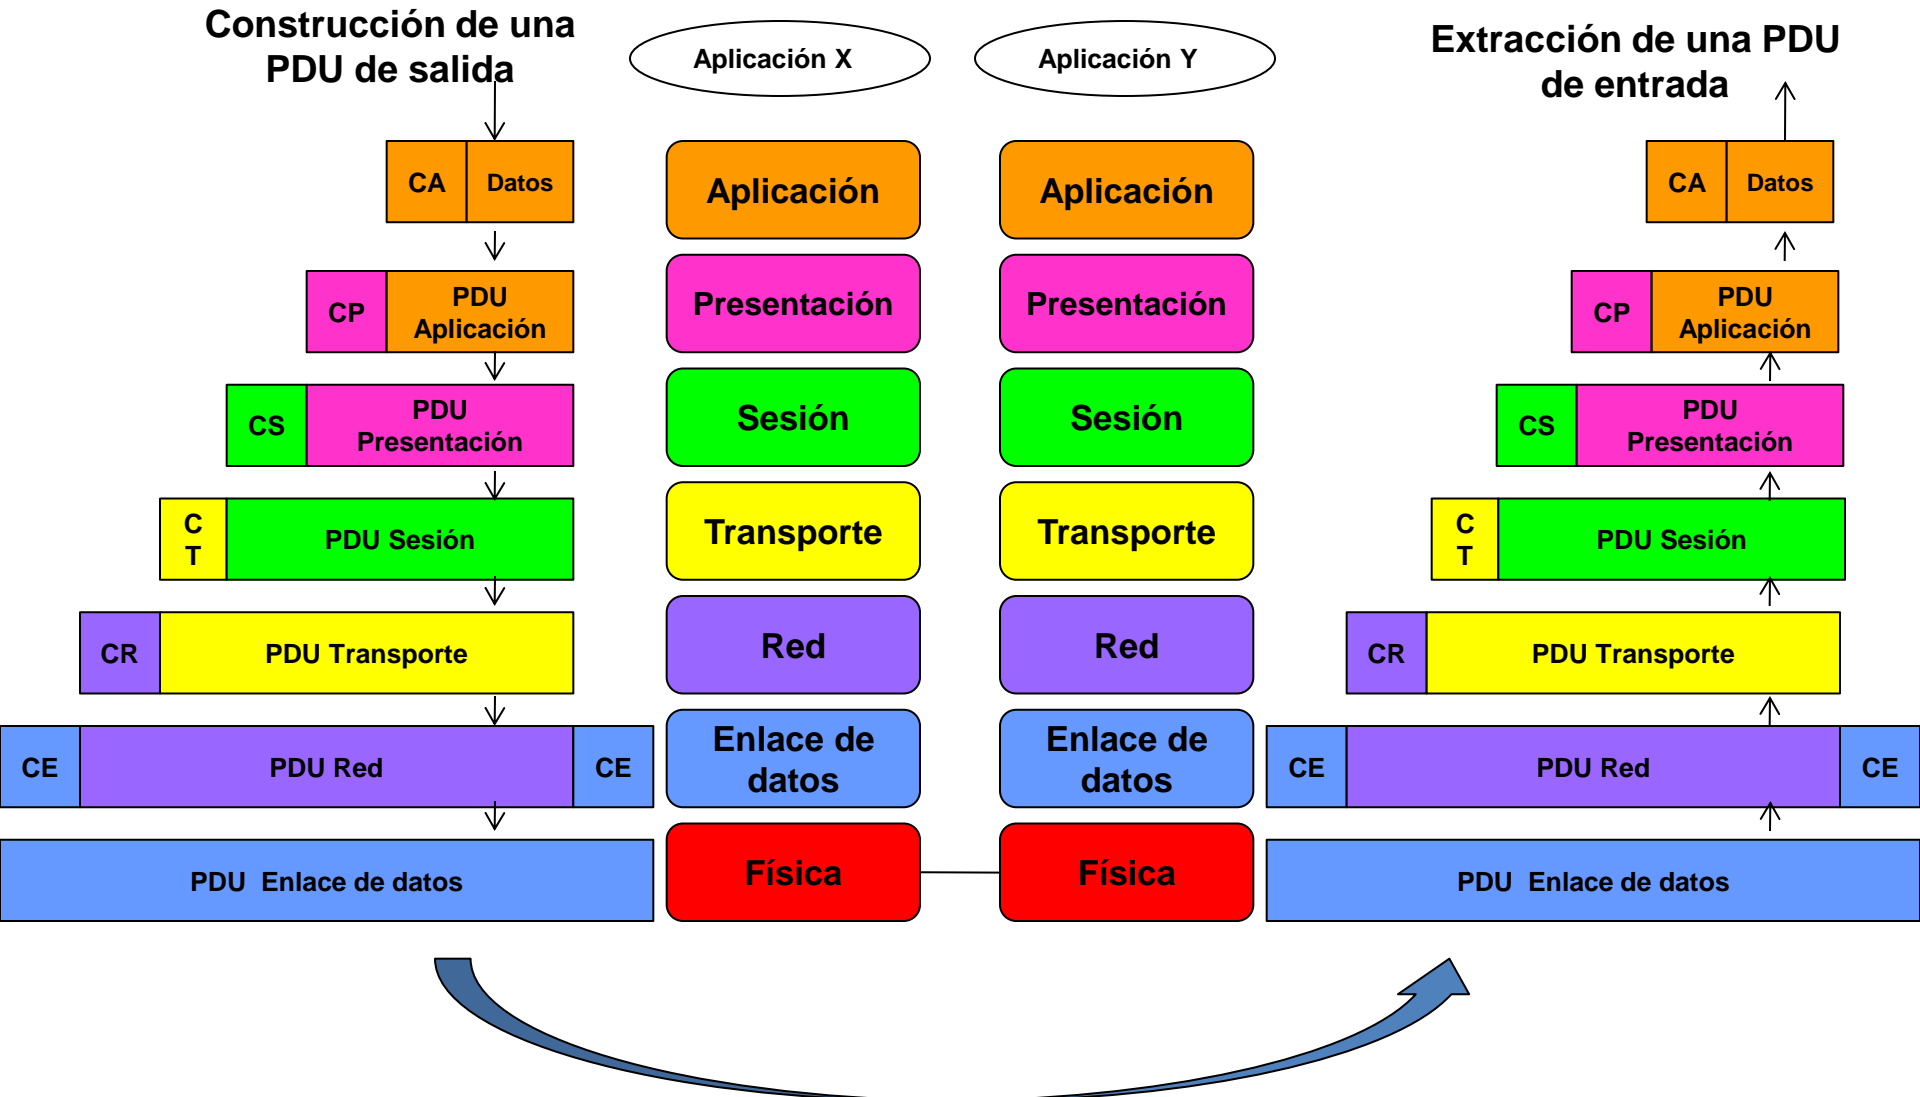 Construcción de una
PDU de salida
Aplicación X
Aplicación Y
Extracción de una PDU
de entrada
CA
Datos
Aplicación
Aplicación
CA
Datos
CP
PDU
Aplicación
Presentación
Presentación
CP
PDU
Aplicación
CS
PDU
Presentación
Sesión
Sesión
CS
PDU
Presentación
C
T
PDU Sesión
Transporte
Transporte
C
T
PDU Sesión
CR
PDU Transporte
Red
Red
CR
PDU Transporte
CE
PDU Red
CE
Enlace de
datos
Enlace de
datos
CE
PDU Red
CE
PDU  Enlace de datos
Física
Física
PDU  Enlace de datos